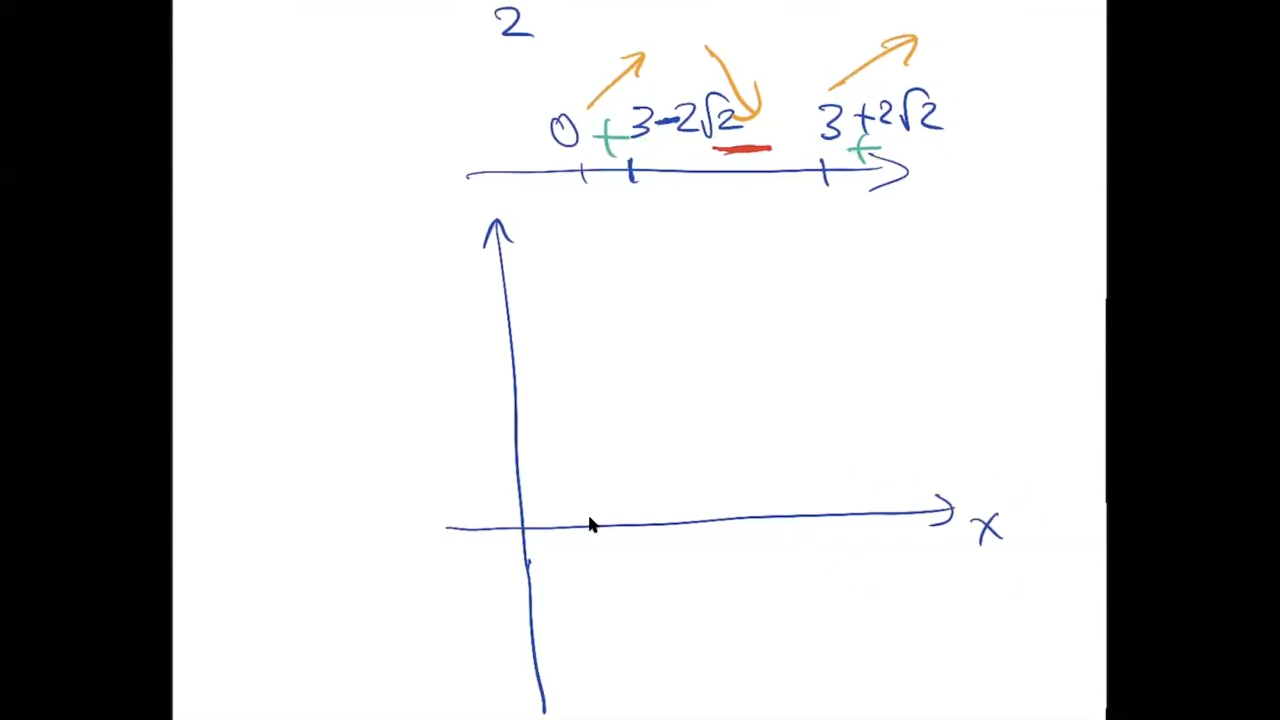 2
0 + 3-2√2 - 3+2√2 +
x